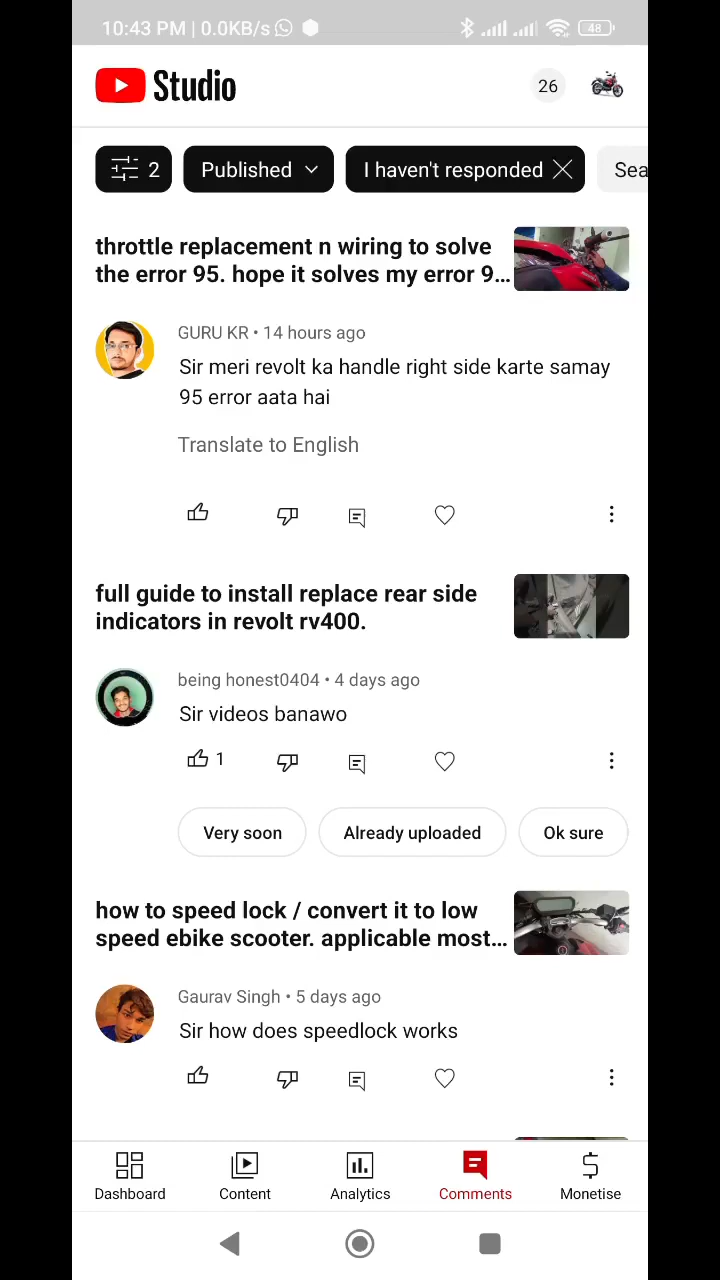 10:43 PM | 0.0KB/s
48
Studio
26
2
Published
I haven't responded
Sea
throttle replacement n wiring to solve
the error 95. hope it solves my error 9...
GURU KR • 14 hours ago
Sir meri revolt ka handle right side karte samay
95 error aata hai
Translate to English
full guide to install replace rear side
indicators in revolt rv400.
being honest0404 • 4 days ago
Sir videos banawo
1
Very soon
Already uploaded
Ok sure
how to speed lock / convert it to low
speed ebike scooter. applicable most...
Gaurav Singh • 5 days ago
Sir how does speedlock works
Dashboard
Content
Analytics
Comments
Monetise